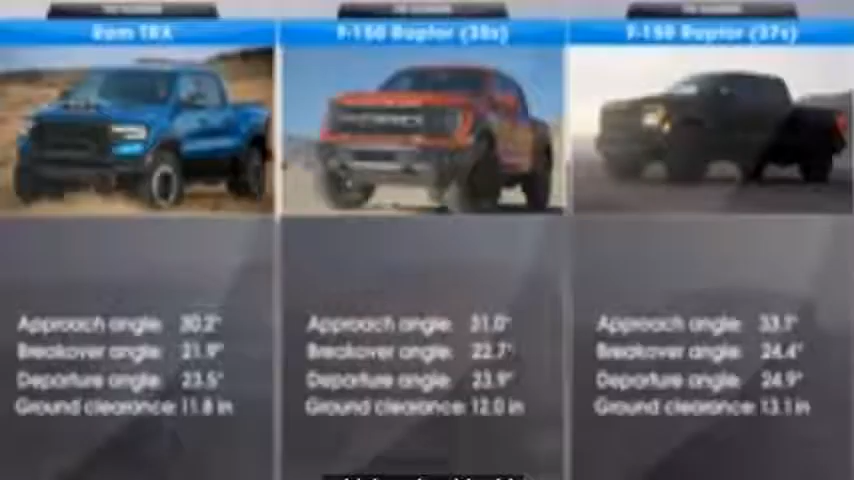 Ram TRX
F-150 Raptor (35s)
F-150 Raptor (37s)
Approach angle: 30.2°
Breakover angle: 21.9°
Departure angle: 23.5°
Ground clearance: 11.8 in
Approach angle: 31.0°
Breakover angle: 22.7°
Departure angle: 23.9°
Ground clearance: 12.0 in
Approach angle: 33.1°
Breakover angle: 24.4°
Departure angle: 24.9°
Ground clearance: 13.1 in